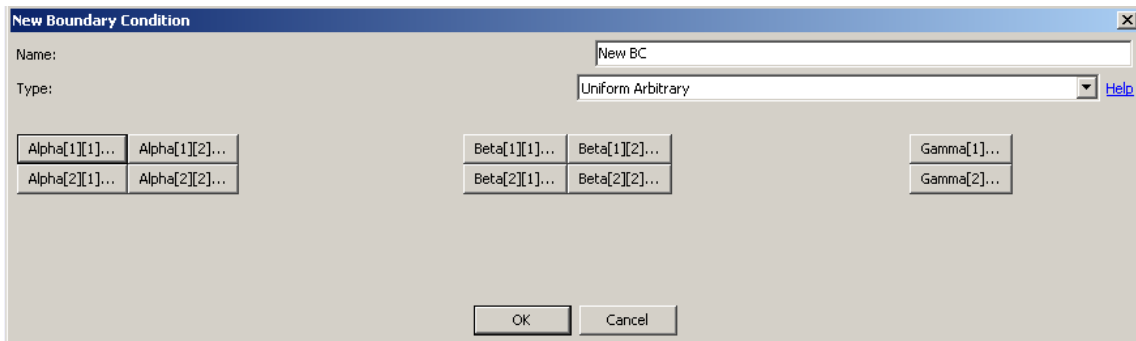 New Boundary Condition
Name: New BC
Type: Uniform Arbitrary Help
Alpha[1][1]... Alpha[1][2]... Beta[1][1]... Beta[1][2]... Gamma[1]...
Alpha[2][1]... Alpha[2][2]... Beta[2][1]... Beta[2][2]... Gamma[2]...
OK Cancel